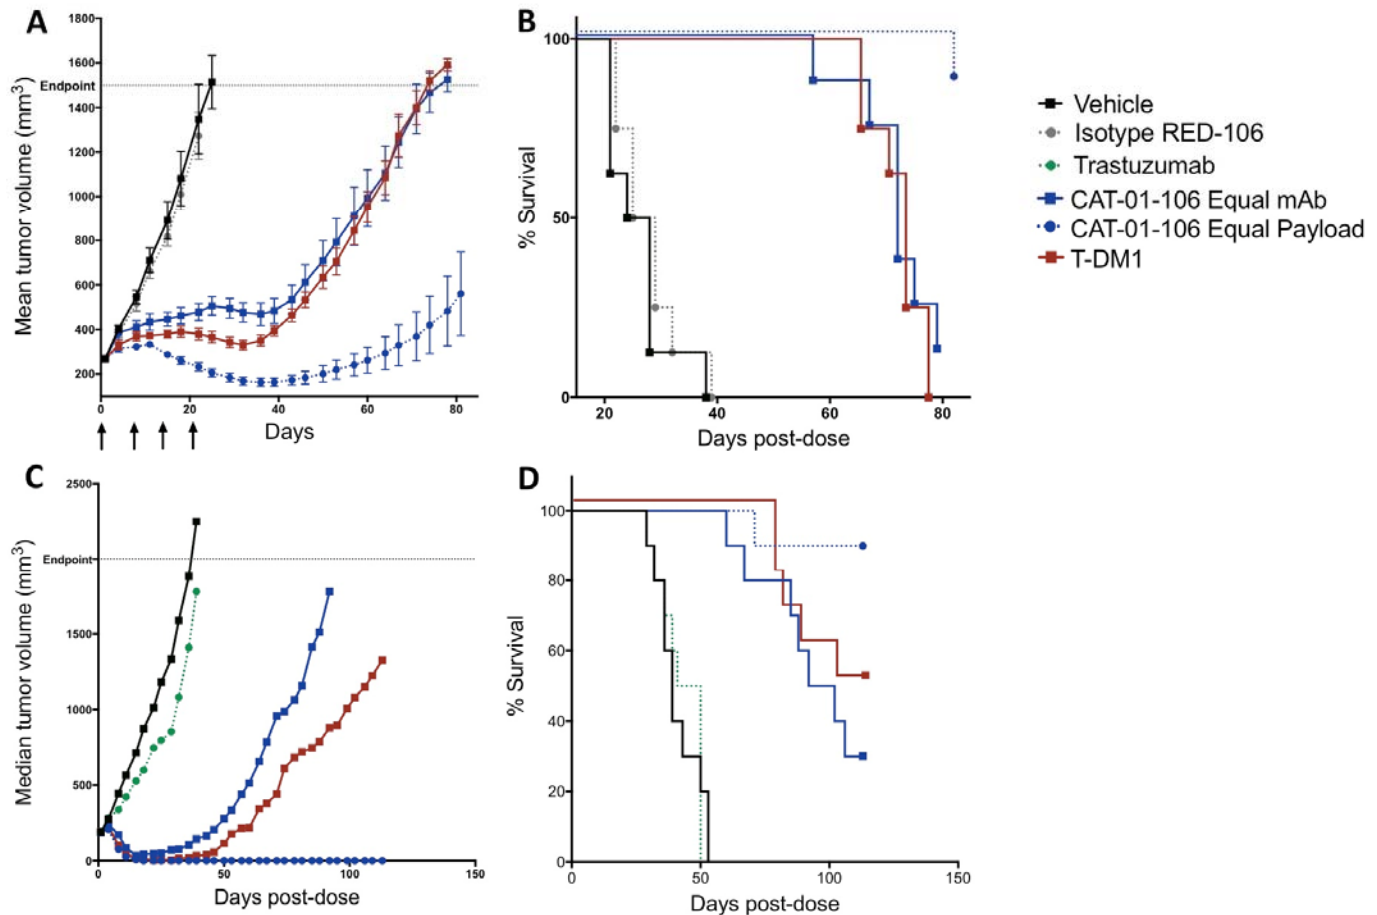 A
Mean tumor volume (mm³)
1800
1600
Endpoint
1400
1200
1000
800
600
400
200
0
20
40
60
80
Days
B
% Survival
100
50
0
20
40
60
80
Days post-dose
Vehicle
Isotype RED-106
Trastuzumab
CAT-01-106 Equal mAb
CAT-01-106 Equal Payload
T-DM1
C
Median tumor volume (mm³)
2500
Endpoint
1500
1000
500
0
0
50
100
150
Days post-dose
D
% Survival
100
80
60
40
20
0
0
50
100
150
Days post-dose